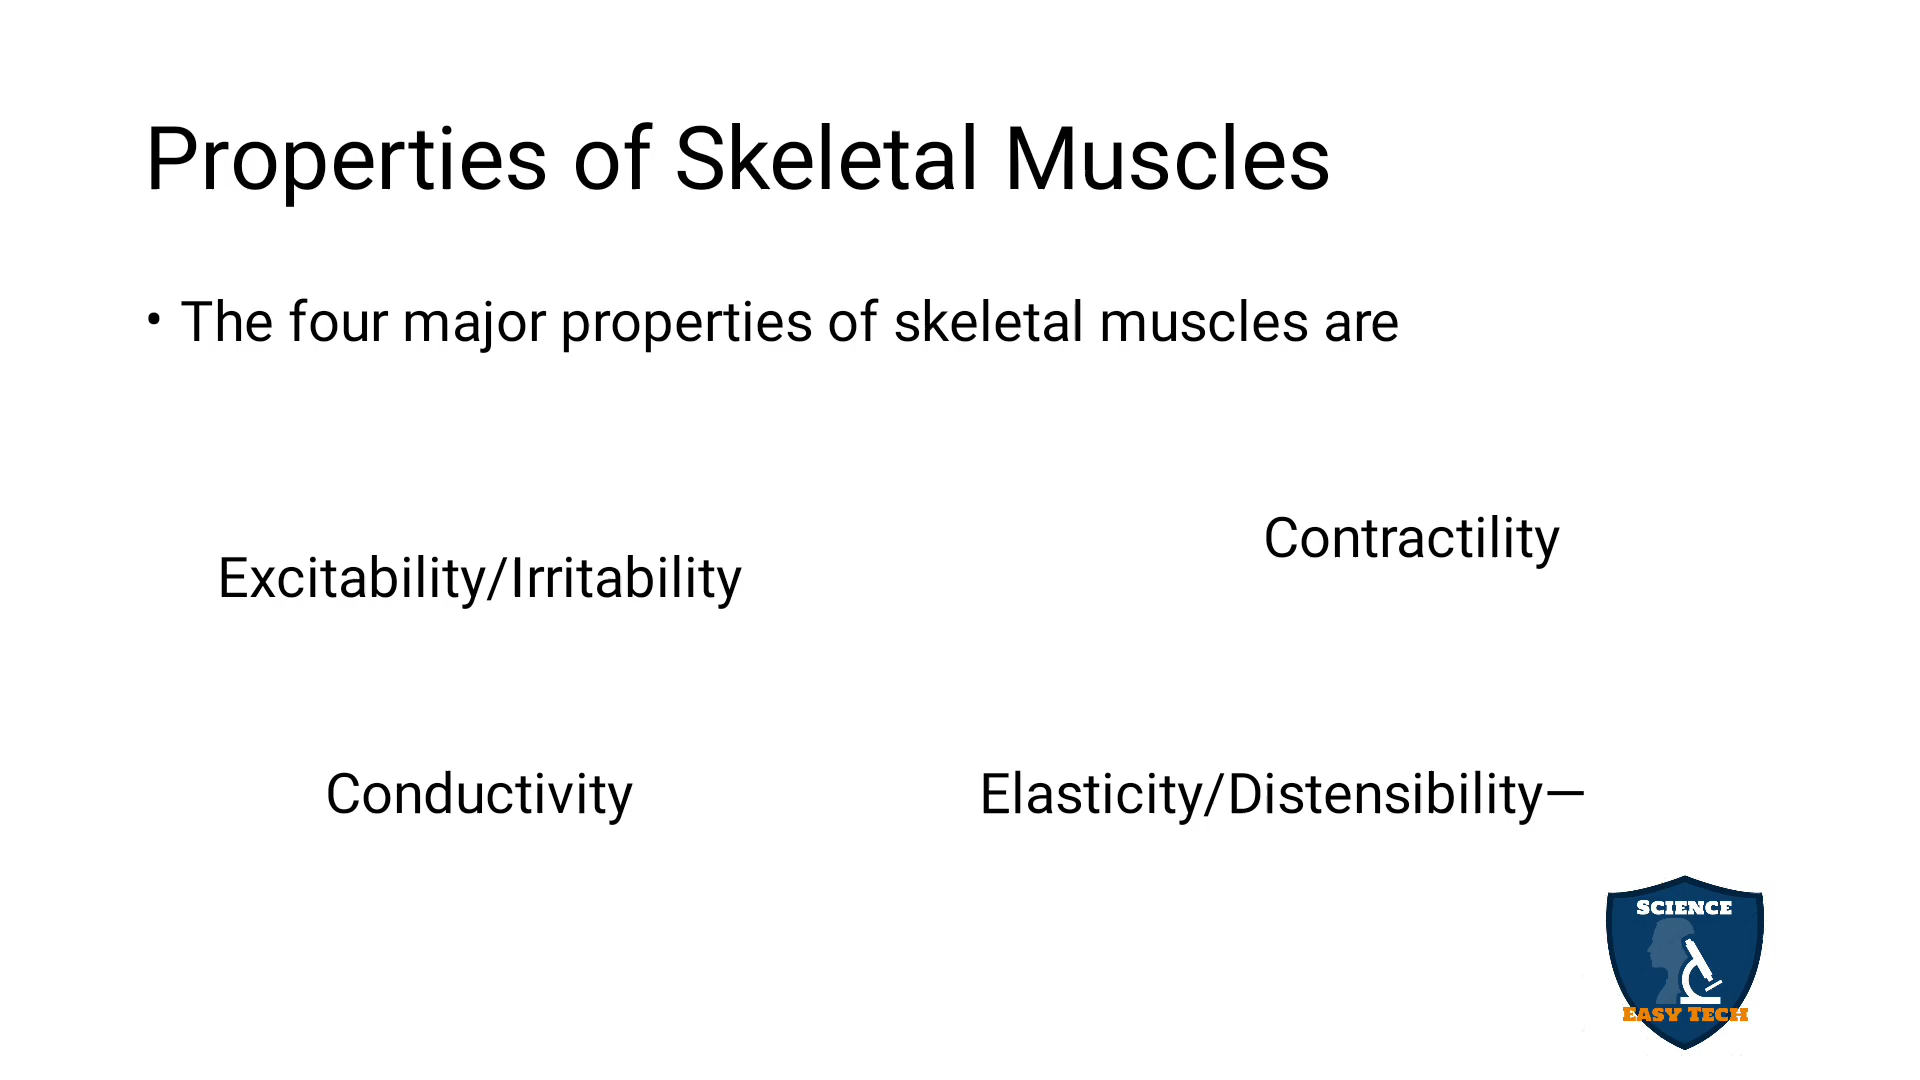 Properties of Skeletal Muscles
• The four major properties of skeletal muscles are
Excitability/Irritability
Contractility
Conductivity
Elasticity/Distensibility—
SCIENCE
EASY TECH